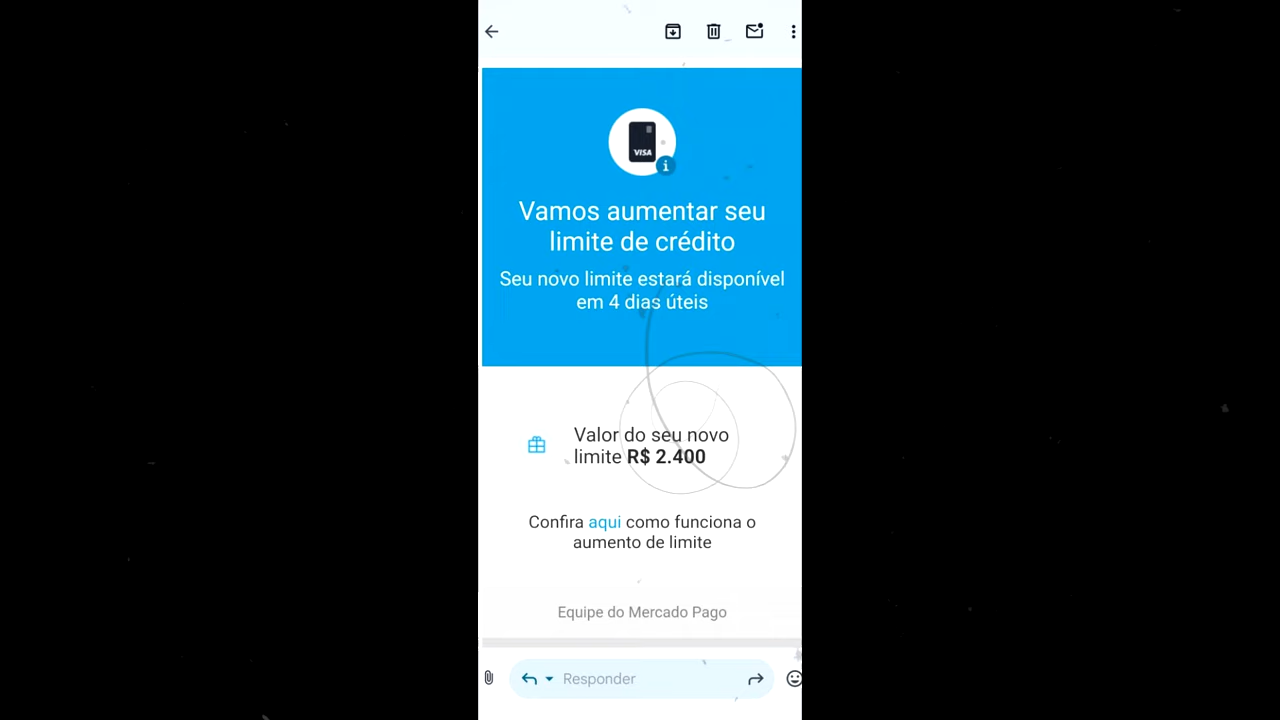 VISA
Vamos aumentar seu
limite de crédito
Seu novo limite estará disponível
em 4 dias úteis
Valor do seu novo
limite R$ 2.400
Confira aqui como funciona o
aumento de limite
Equipe do Mercado Pago
Responder